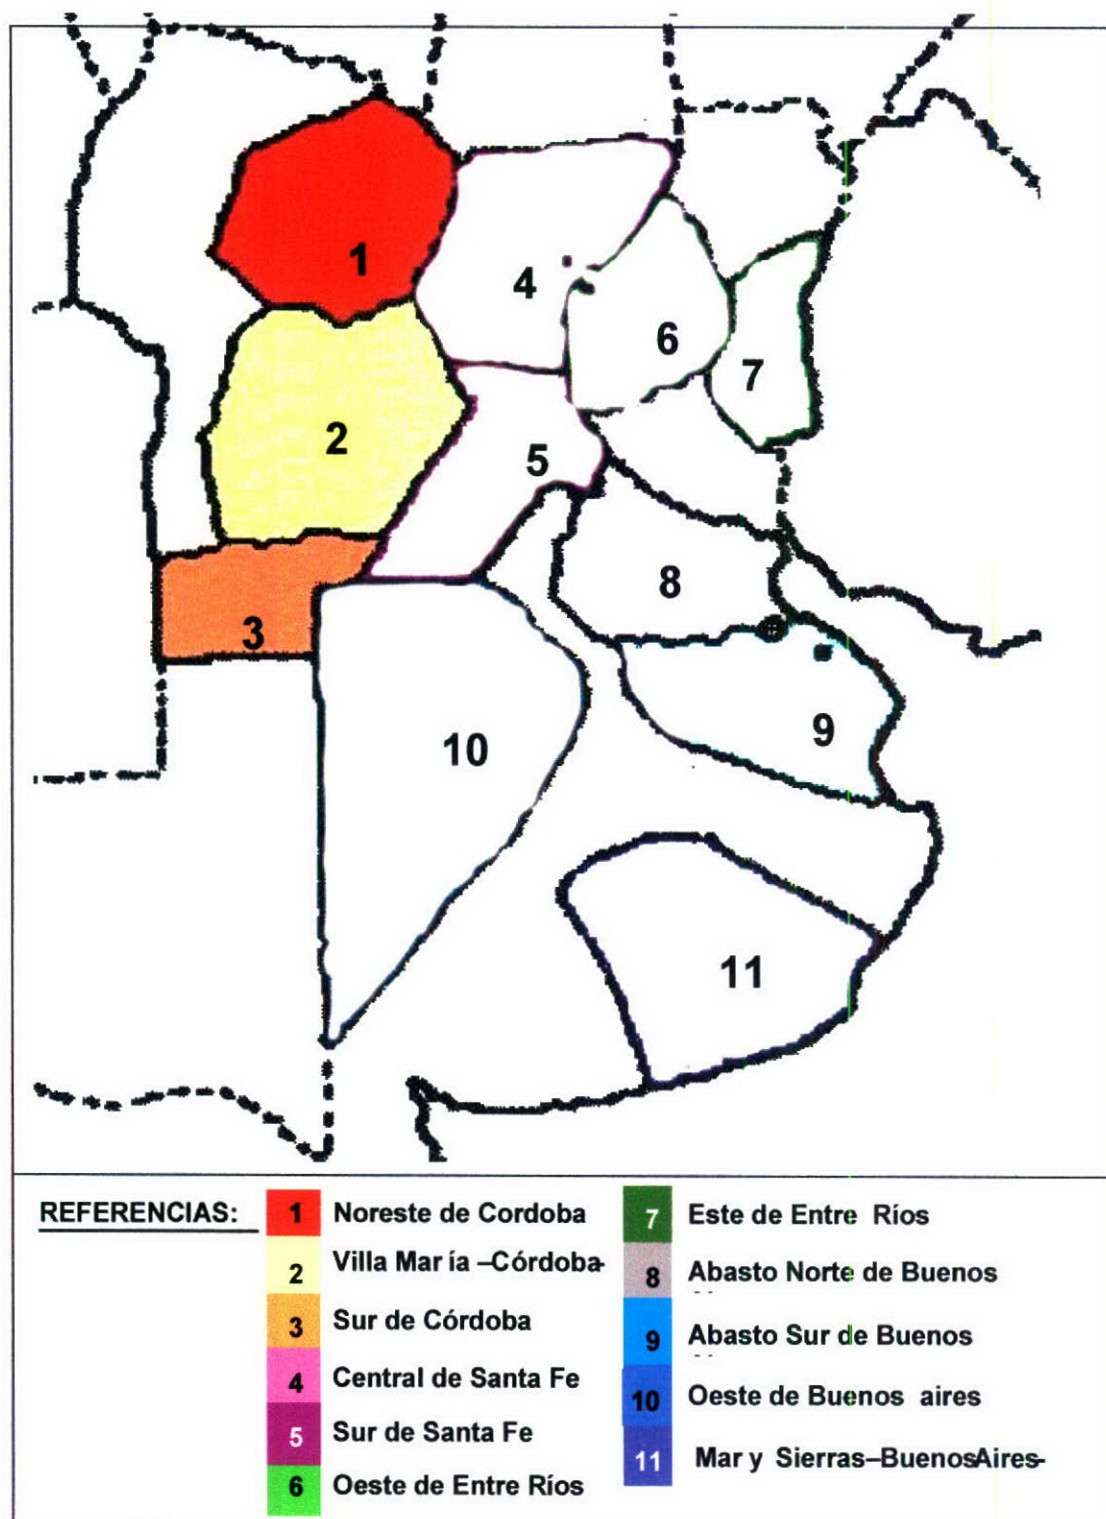 1
4
6
7
2
5
8
3
9
10
11
REFERENCIAS:
1 Noreste de Cordoba
2 Villa María –Córdoba-
3 Sur de Córdoba
4 Central de Santa Fe
5 Sur de Santa Fe
6 Oeste de Entre Ríos
7 Este de Entre Ríos
8 Abasto Norte de Buenos
9 Abasto Sur de Buenos
10 Oeste de Buenos aires
11 Mar y Sierras–BuenosAires-